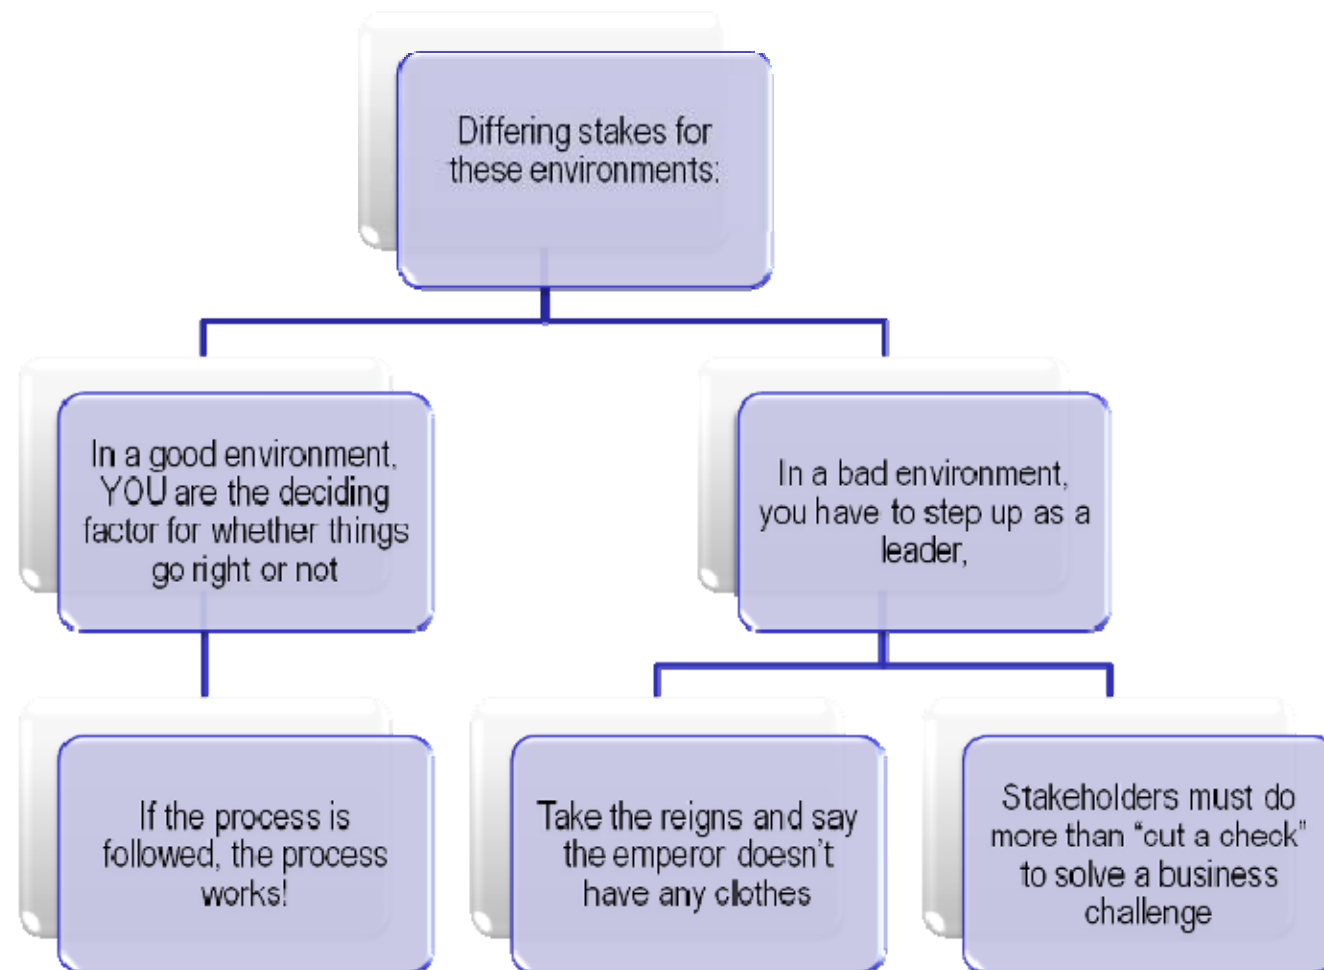 Differing stakes for
these environments:
In a good environment,
YOU are the deciding
factor for whether things
go right or not
In a bad environment,
you have to step up as a
leader,
If the process is
followed, the process
works!
Take the reigns and say
the emperor doesn't
have any clothes
Stakeholders must do
more than “cut a check”
to solve a business
challenge